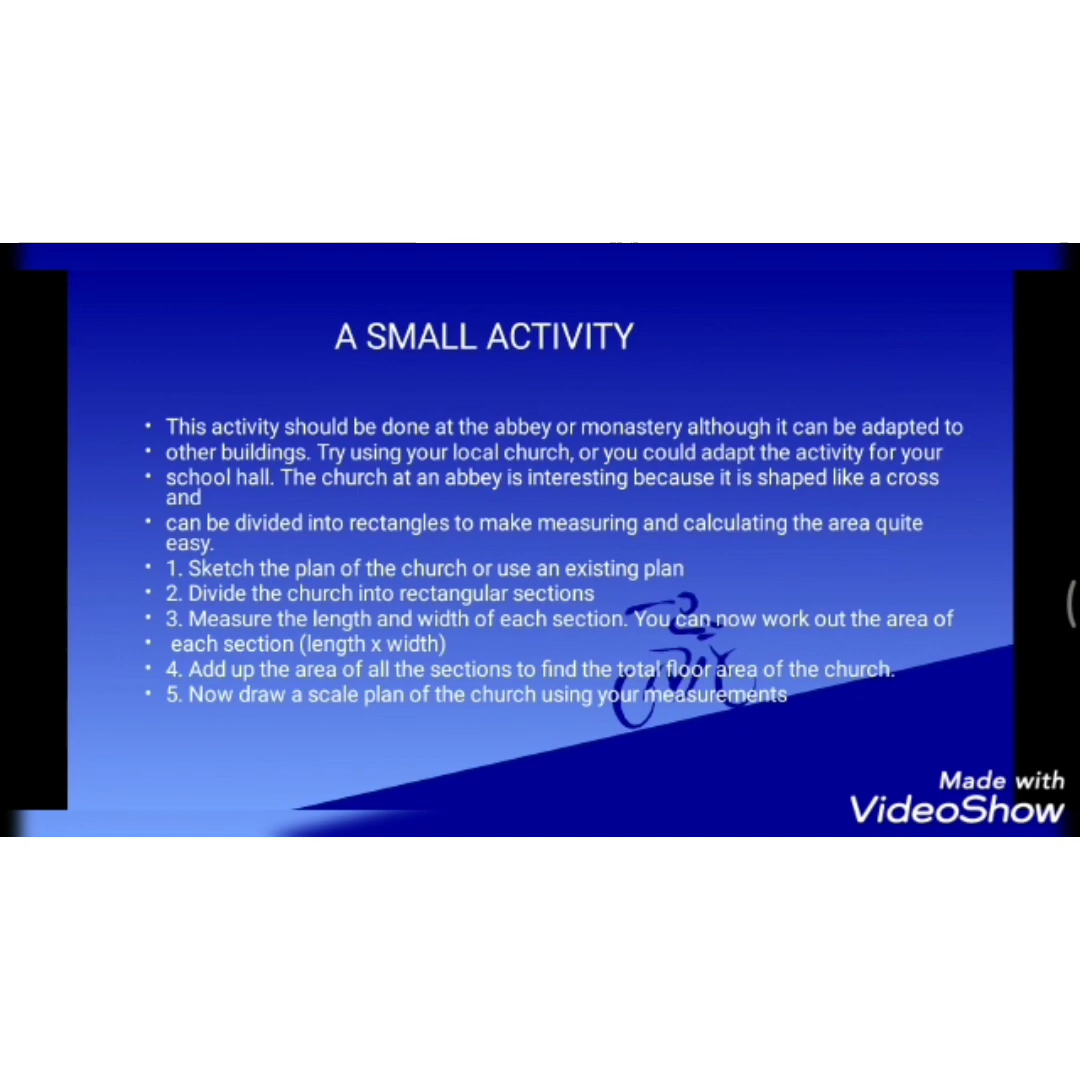 A SMALL ACTIVITY
• This activity should be done at the abbey or monastery although it can be adapted to
• other buildings. Try using your local church, or you could adapt the activity for your
• school hall. The church at an abbey is interesting because it is shaped like a cross
and
• can be divided into rectangles to make measuring and calculating the area quite
easy.
• 1. Sketch the plan of the church or use an existing plan
• 2. Divide the church into rectangular sections
• 3. Measure the length and width of each section. You can now work out the area of
• each section (length x width)
• 4. Add up the area of all the sections to find the total floor area of the church.
• 5. Now draw a scale plan of the church using your measurements
Made with
VideoShow